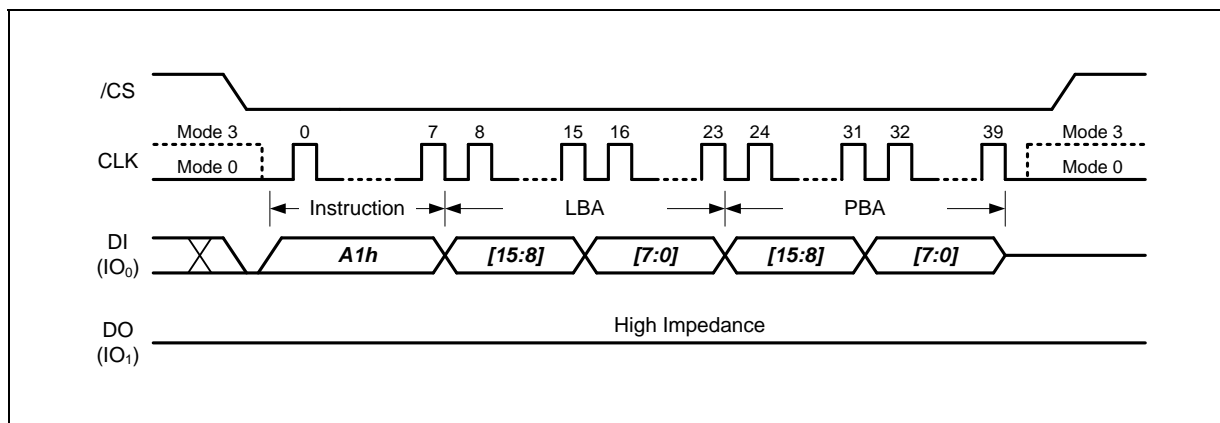 /CS
Mode 3 0 7 8 15 16 23 24 31 32 39 Mode 3
CLK
Mode 0 Mode 0
Instruction LBA PBA
DI
(IO0)
A1h [15:8] [7:0] [15:8] [7:0]
High Impedance
DO
(IO1)